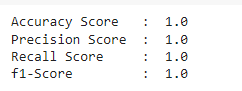 Accuracy Score   :  1.0
Precision Score  :  1.0
Recall Score     :  1.0
f1-Score         :  1.0